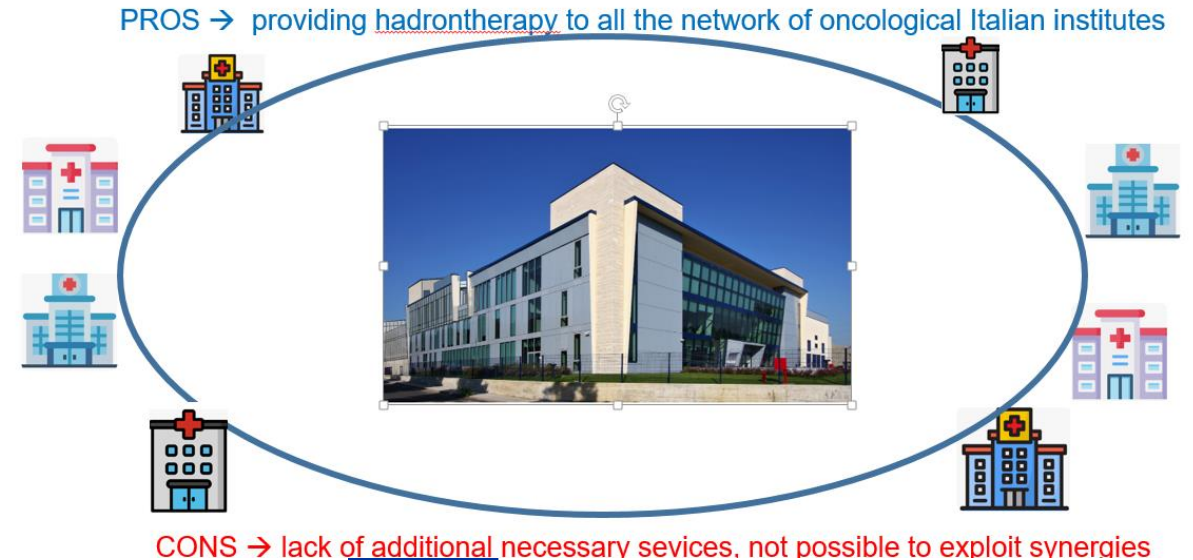 PROS → providing hadrontherapy to all the network of oncological Italian institutes
CONS → lack of additional necessary sevices, not possible to exploit synergies